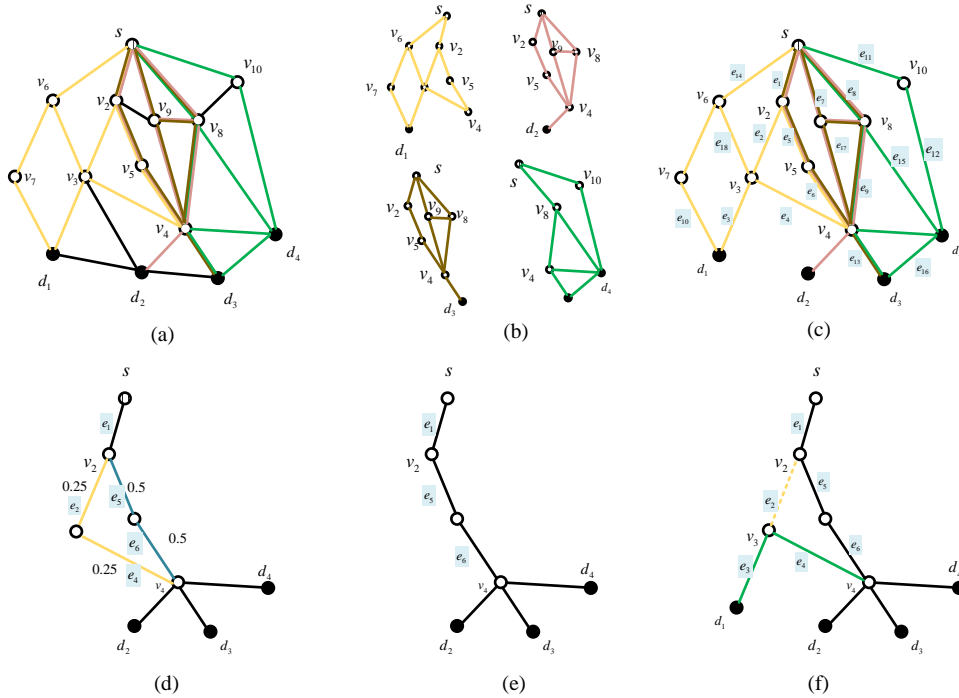 s
v10
v6
v2
v9
v8
v5
v7
v3
v4
d4
d1
d2
d3
(a)
s
v6
v2
v7
v5
v4
d1
s
v2
v9
v8
v5
v4
d2
s
v2
v9
v8
v5
v4
d3
s
v10
v8
v4
d4
(b)
s
e11
v10
e14
e1
e8
v6
v2
e7
v8
e2
e5
e18
e17
e15
e12
v7
v5
v3
e6
e9
e10
e3
e4
v4
d
e13
e16
d1
d2
d3
(c)
s
e1
v2
0.25
0.5
e2
e5
e6
0.5
0.25
e4
v4
d4
d2
d3
(d)
s
e1
v2
e5
e6
v4
d4
d2
d3
(e)
s
e1
v2
e5
e2
v3
e6
e3
e4
v4
d4
d1
d2
d3
(f)